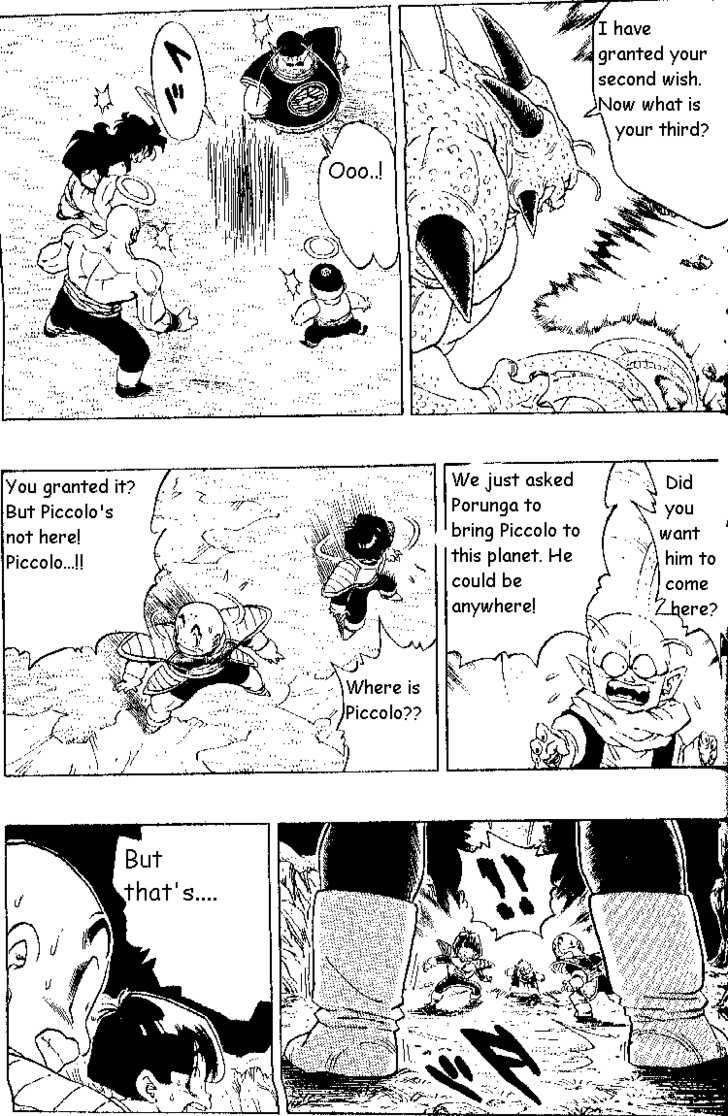 I have
granted your
second wish.
Now what is
your third?
Ooo..!
Did
you
want
him to
come
here?
We just asked
Porunga to
bring Piccolo to
this planet. He
could be
anywhere!
You granted it?
But Piccolo's
not here!
Piccolo...!!
Where is
Piccolo??
!!
But
that's....